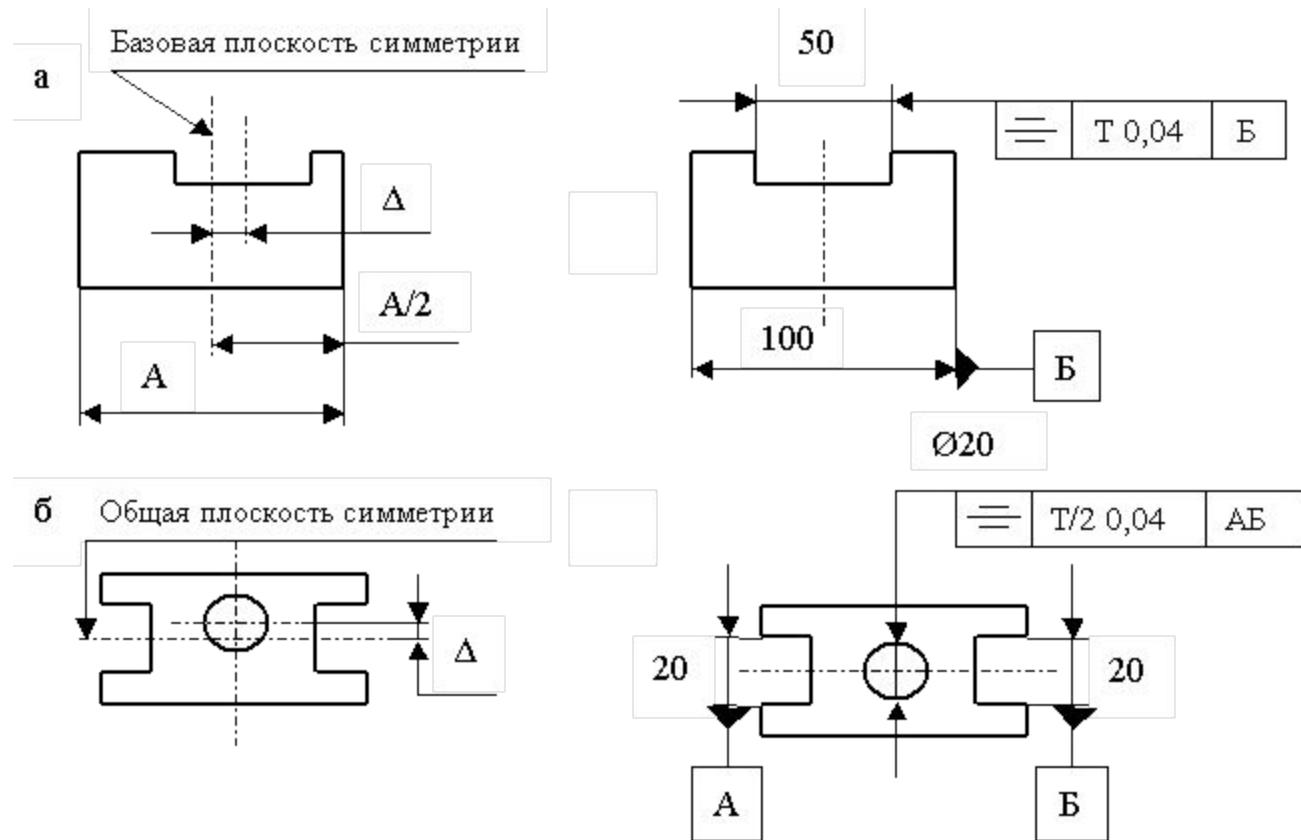 Базовая плоскость симметрии
50
а
T 0,04
Б
Δ
А/2
А
100
Б
Ø20
б
Общая плоскость симметрии
T/2 0,04
АБ
Δ
20
20
А
Б